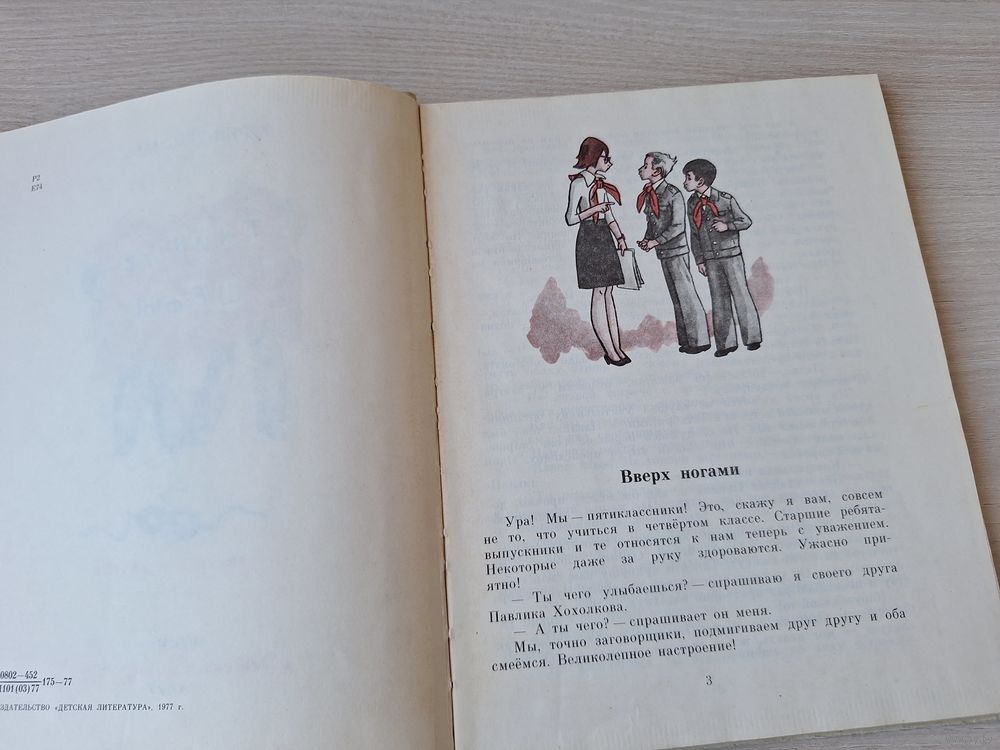 Р2
Е74
0802—452
101(03)77
175—77
«ДЕТСКАЯ ЛИТЕРАТУРА», 1977 г.
Вверх ногами
Ура! Мы — пятиклассники! Это, скажу я вам, совсем
не то, что учиться в четвёртом классе. Старшие ребята-
выпускники и те относятся к нам теперь с уважением.
Некоторые даже за руку здороваются. Ужасно при-
ятно!
— Ты чего улыбаешься? — спрашиваю я своего друга
Павлика Хохолкова.
— А ты чего? — спрашивает он меня.
Мы, точно заговорщики, подмигиваем друг другу и оба
смеёмся. Великолепное настроение!
3